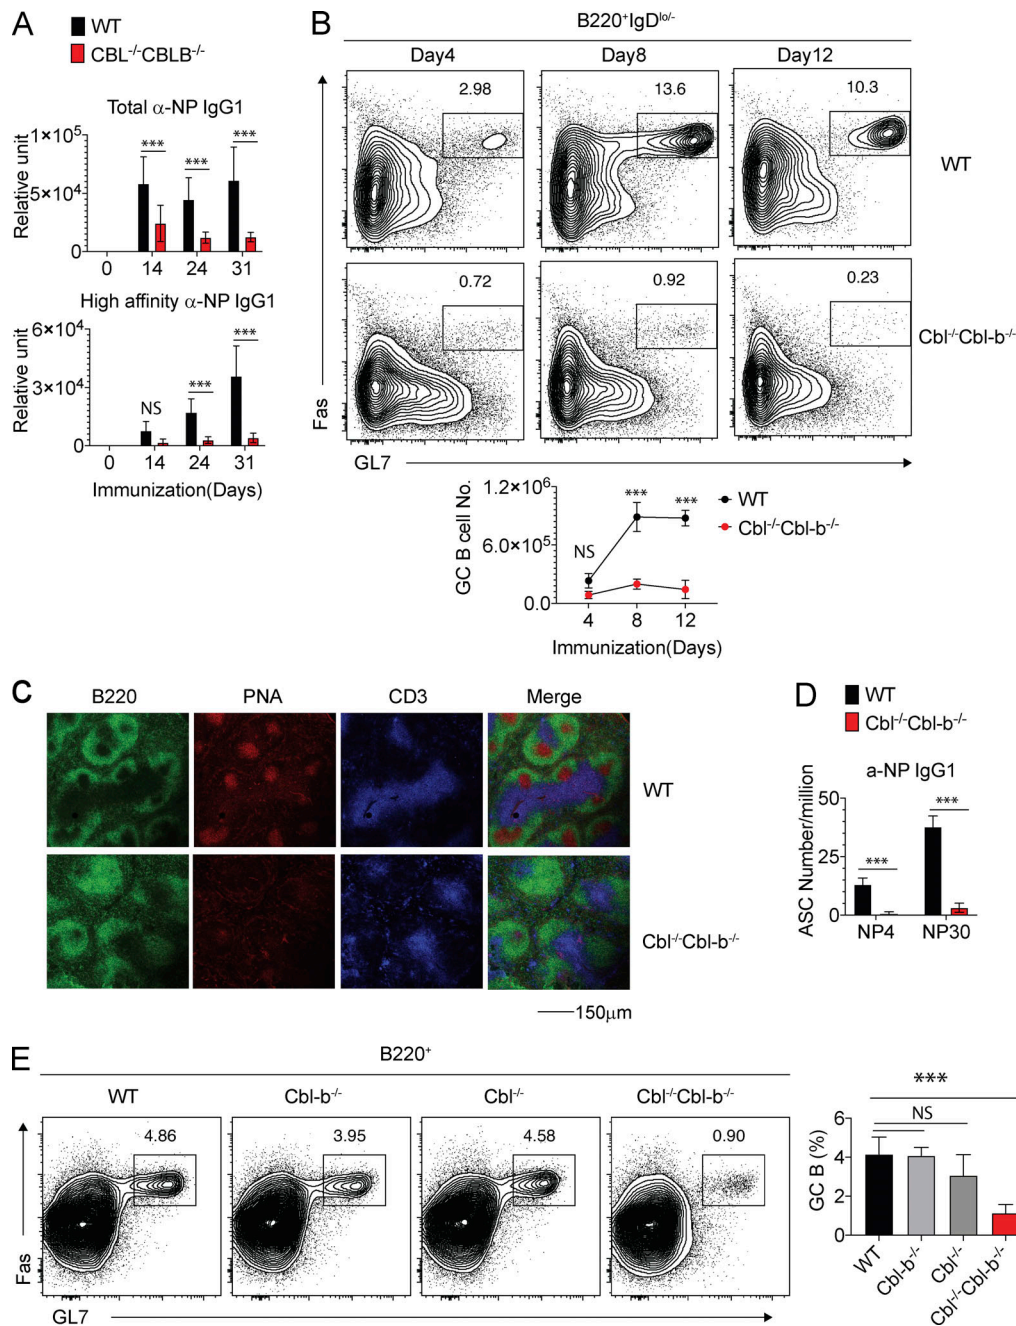 A
WT
CBL-/-CBLB-/-
Total α-NP IgG1
Relative unit
1×10⁵
5×10⁴
0
***
***
***
0 14 24 31
High affinity α-NP IgG1
Relative unit
6×10⁴
3×10⁴
0
NS
***
***
0 14 24 31
Immunization(Days)
B
B220⁺IgD^lo/-
Day4 Day8 Day12
2.98 13.6 10.3
WT
0.72 0.92 0.23
Cbl-/-Cbl-b-/-
Fas
GL7
GC B cell No.
1.2×10⁶
6.0×10⁵
0.0
NS
***
***
4 8 12
Immunization(Days)
WT
Cbl-/-Cbl-b-/-
C
B220 PNA CD3 Merge
WT
Cbl-/-Cbl-b-/-
150μm
D
WT
Cbl-/-Cbl-b-/-
a-NP IgG1
ASC Number/million
50
25
0
***
***
NP4 NP30
E
B220⁺
WT Cbl-b-/- Cbl-/- Cbl-/-Cbl-b-/-
4.86 3.95 4.58 0.90
Fas
GL7
***
NS
GC B (%)
6
4
2
0
WT
Cbl-b-/-
Cbl-/-
Cbl-/-Cbl-b-/-